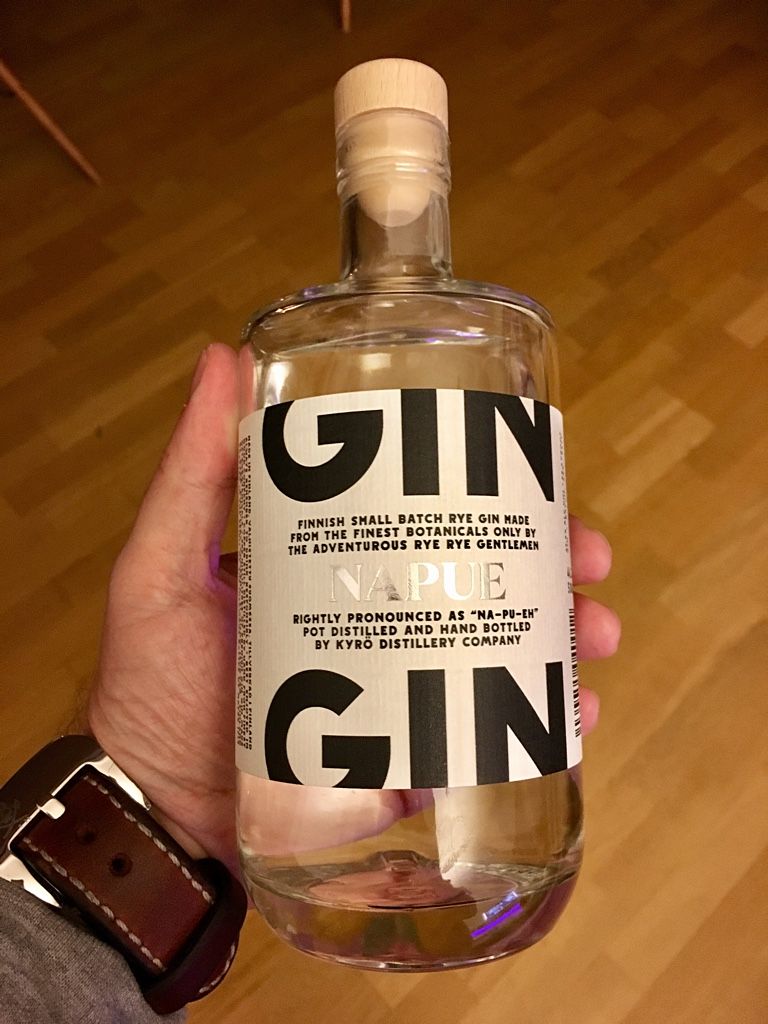 GIN
FINNISH SMALL BATCH RYE GIN MADE
FROM THE FINEST BOTANICALS ONLY BY
THE ADVENTUROUS RYE RYE GENTLEMEN
NAPUE
RIGHTLY PRONOUNCED AS “NA-PU-EH”
POT DISTILLED AND HAND BOTTLED
BY KYRÖ DISTILLERY COMPANY
GIN